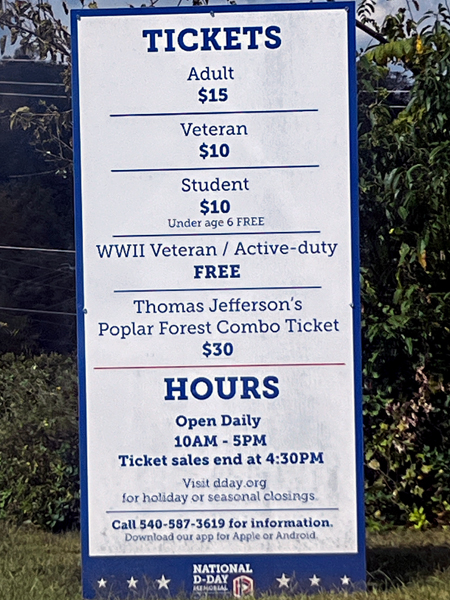 TICKETS
Adult
$15
Veteran
$10
Student
$10
Under age 6 FREE
WWII Veteran / Active-duty
FREE
Thomas Jefferson's
Poplar Forest Combo Ticket
$30
HOURS
Open Daily
10AM - 5PM
Ticket sales end at 4:30PM
Visit dday.org
for holiday or seasonal closings.
Call 540-587-3619 for information.
Download our app for Apple or Android.
NATIONAL
D-DAY
MEMORIAL